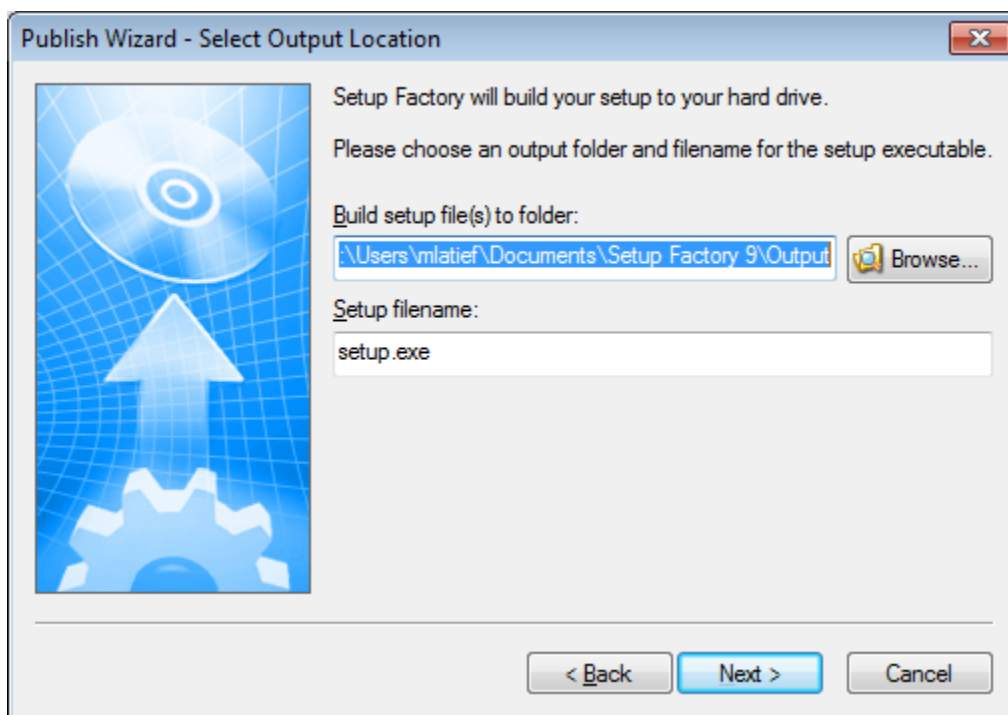 Publish Wizard - Select Output Location
Setup Factory will build your setup to your hard drive.
Please choose an output folder and filename for the setup executable.
Build setup file(s) to folder:
:\Users\mlatief\Documents\Setup Factory 9\Output
Browse...
Setup filename:
setup.exe
< Back
Next >
Cancel